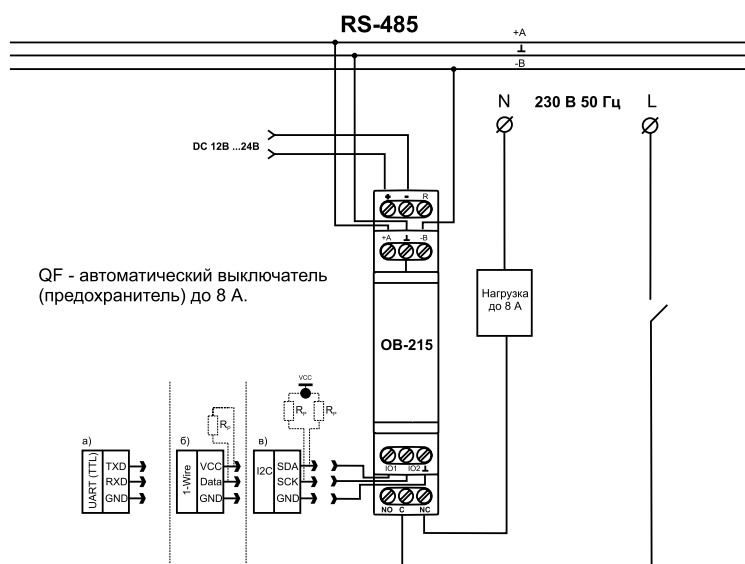 RS-485
+A
⊥
-B
N 230 В 50 Гц L
DC 12В ...24В
+ - R
+A ⊥ -B
QF - автоматический выключатель
(предохранитель) до 8 А.
Нагрузка
до 8 А
ОВ-215
VCC
Rp Rp
Rp
а) б) в)
UART (TTL)
TXD
RXD
GND
1-Wire
VCC
Data
GND
I2C
SDA
SCK
GND
IO1 IO2 ⊥
NO C NC